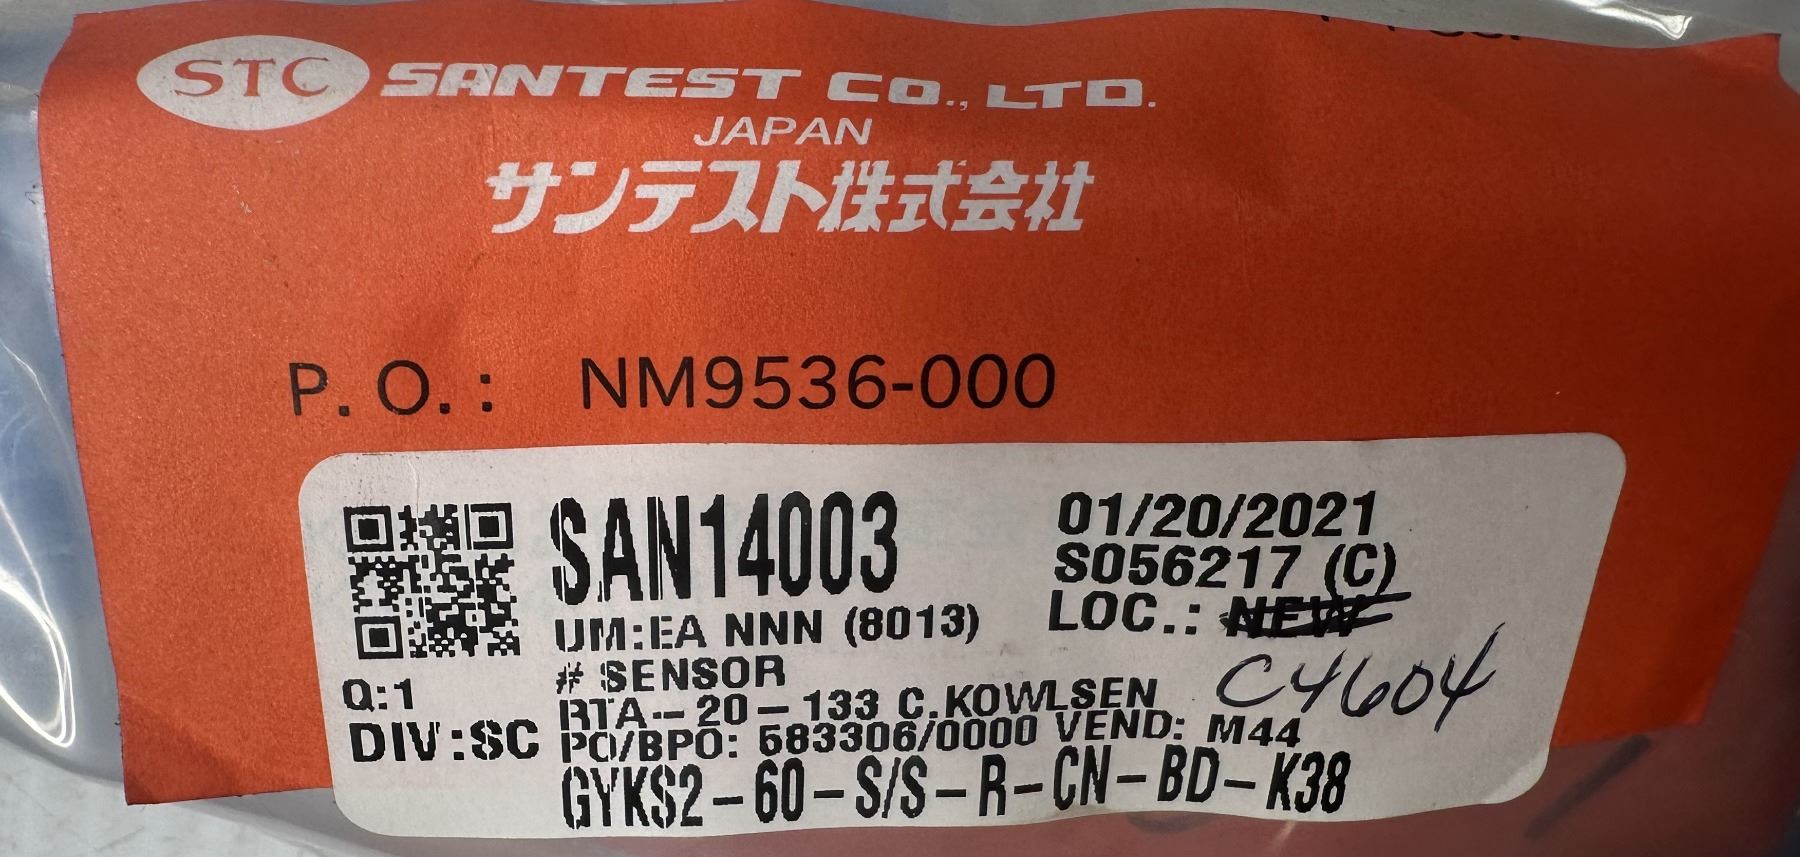 STC SANTEST CO., LTD.
JAPAN
サンテスト株式会社
P.O.: NM9536-000
SAN14003
01/20/2021
S056217 (C)
UM:EA NNN (8013)
LOC.: NEW
C4604
# SENSOR
Q:1
RTA-20-133 C.KOWLSEN
DIV:SC
PO/BPO: 583306/0000 VEND: M44
GYKS2-60-S/S-R-CN-BD-K38